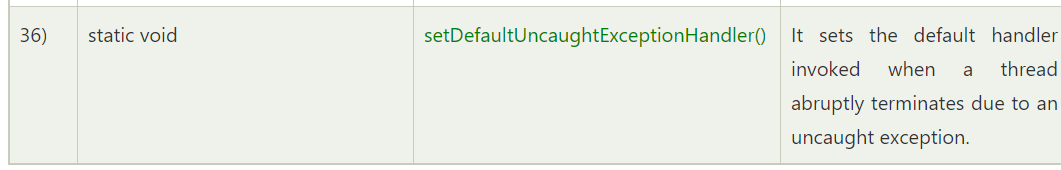 36) static void setDefaultUncaughtExceptionHandler() It sets the default handler
invoked when a thread
abruptly terminates due to an
uncaught exception.